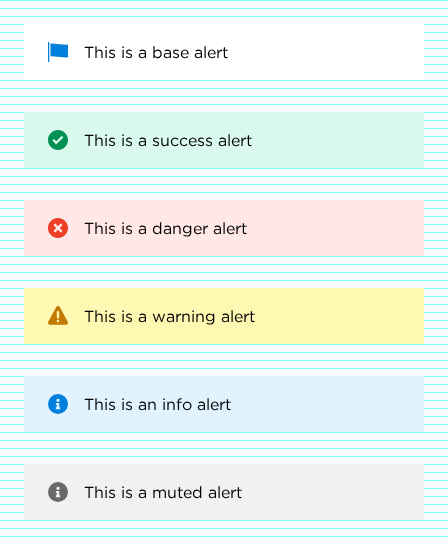 This is a base alert
This is a success alert
This is a danger alert
This is a warning alert
This is an info alert
This is a muted alert